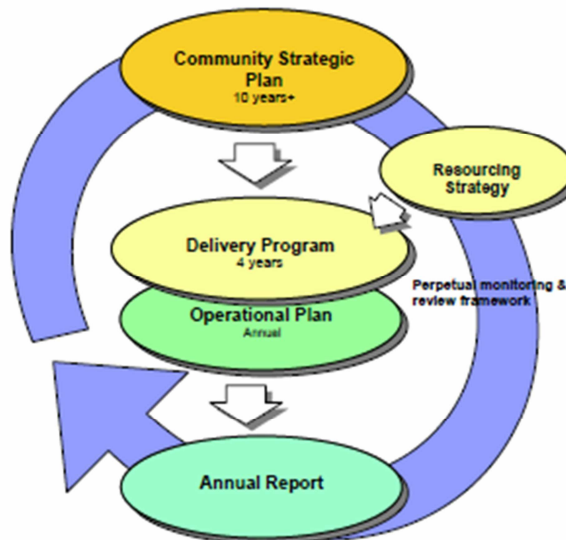 Community Strategic
Plan
10 years+
Resourcing
Strategy
Delivery Program
4 years
Perpetual monitoring &
review framework
Operational Plan
Annual
Annual Report